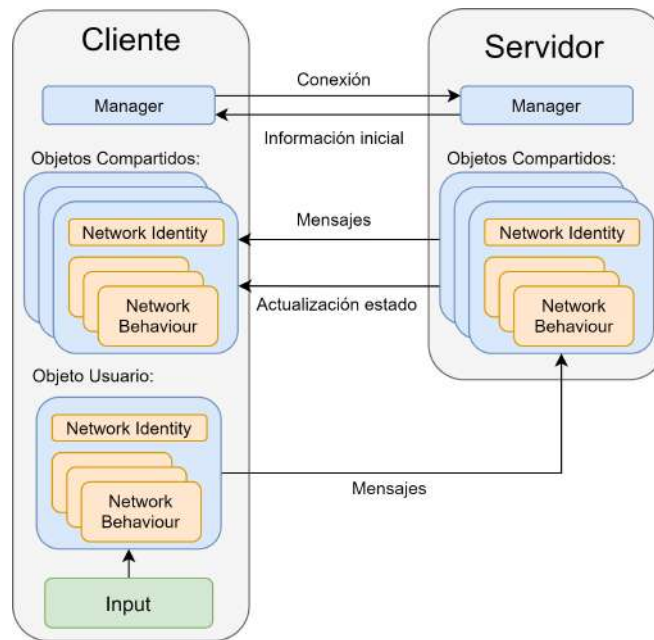 Cliente
Servidor
Conexión
Manager
Manager
Información inicial
Objetos Compartidos:
Objetos Compartidos:
Mensajes
Network Identity
Network Identity
Actualización estado
Network
Behaviour
Network
Behaviour
Objeto Usuario:
Network Identity
Mensajes
Network
Behaviour
Input